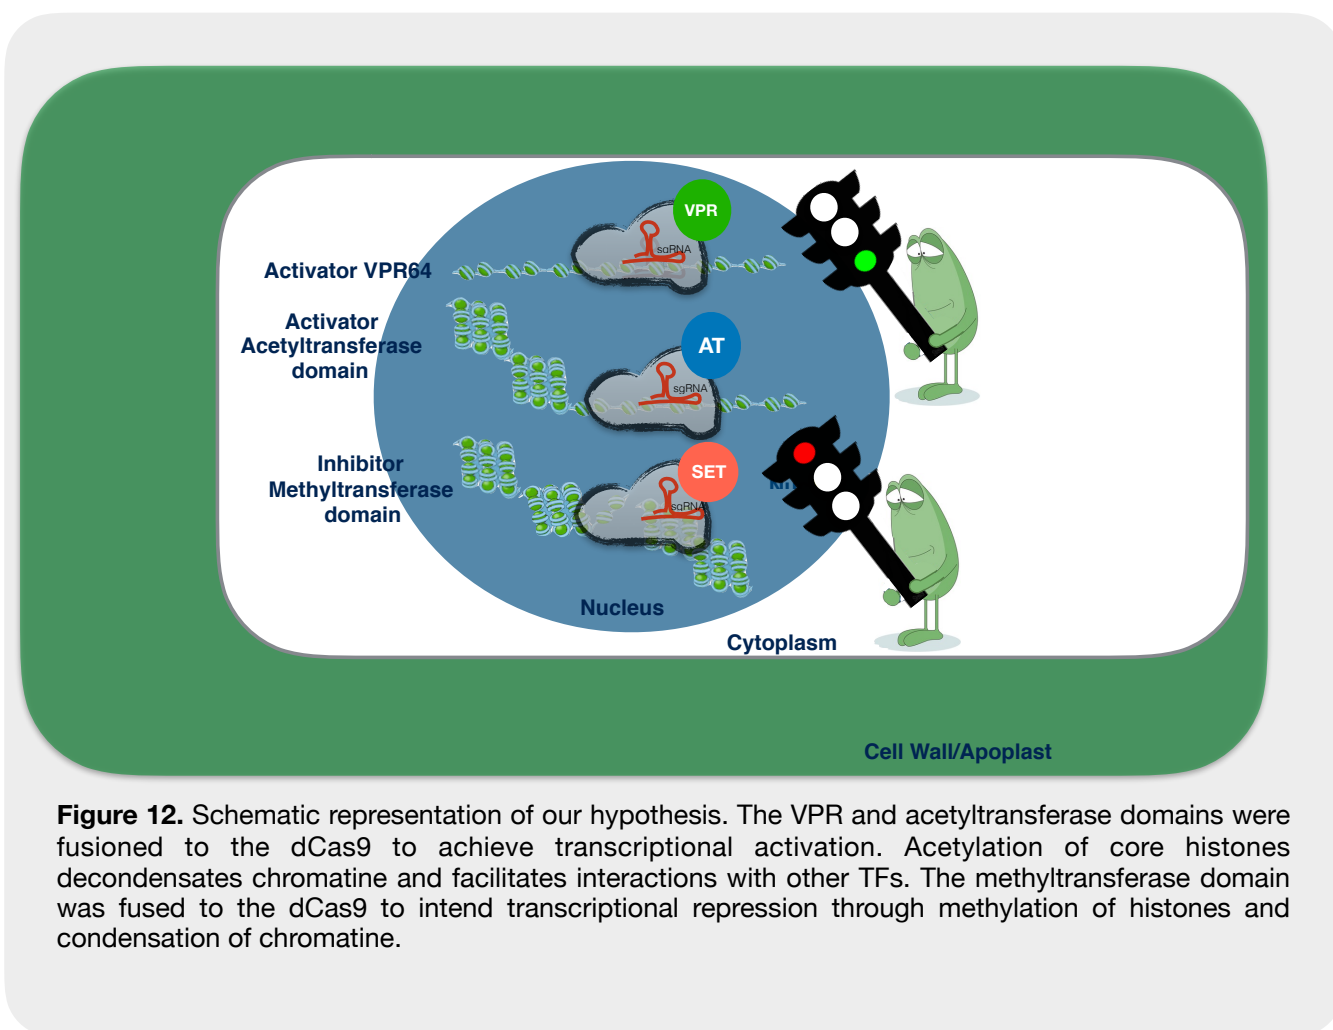 VPR
sgRNA
Activator VPR64
Activator
Acetyltransferase
domain
AT
sgRNA
Inhibitor
Methyltransferase
domain
SET
sgRNA
Nucleus
Cytoplasm
Cell Wall/Apoplast
Figure 12. Schematic representation of our hypothesis. The VPR and acetyltransferase domains were
fusioned to the dCas9 to achieve transcriptional activation. Acetylation of core histones
decondensates chromatine and facilitates interactions with other TFs. The methyltransferase domain
was fused to the dCas9 to intend transcriptional repression through methylation of histones and
condensation of chromatine.